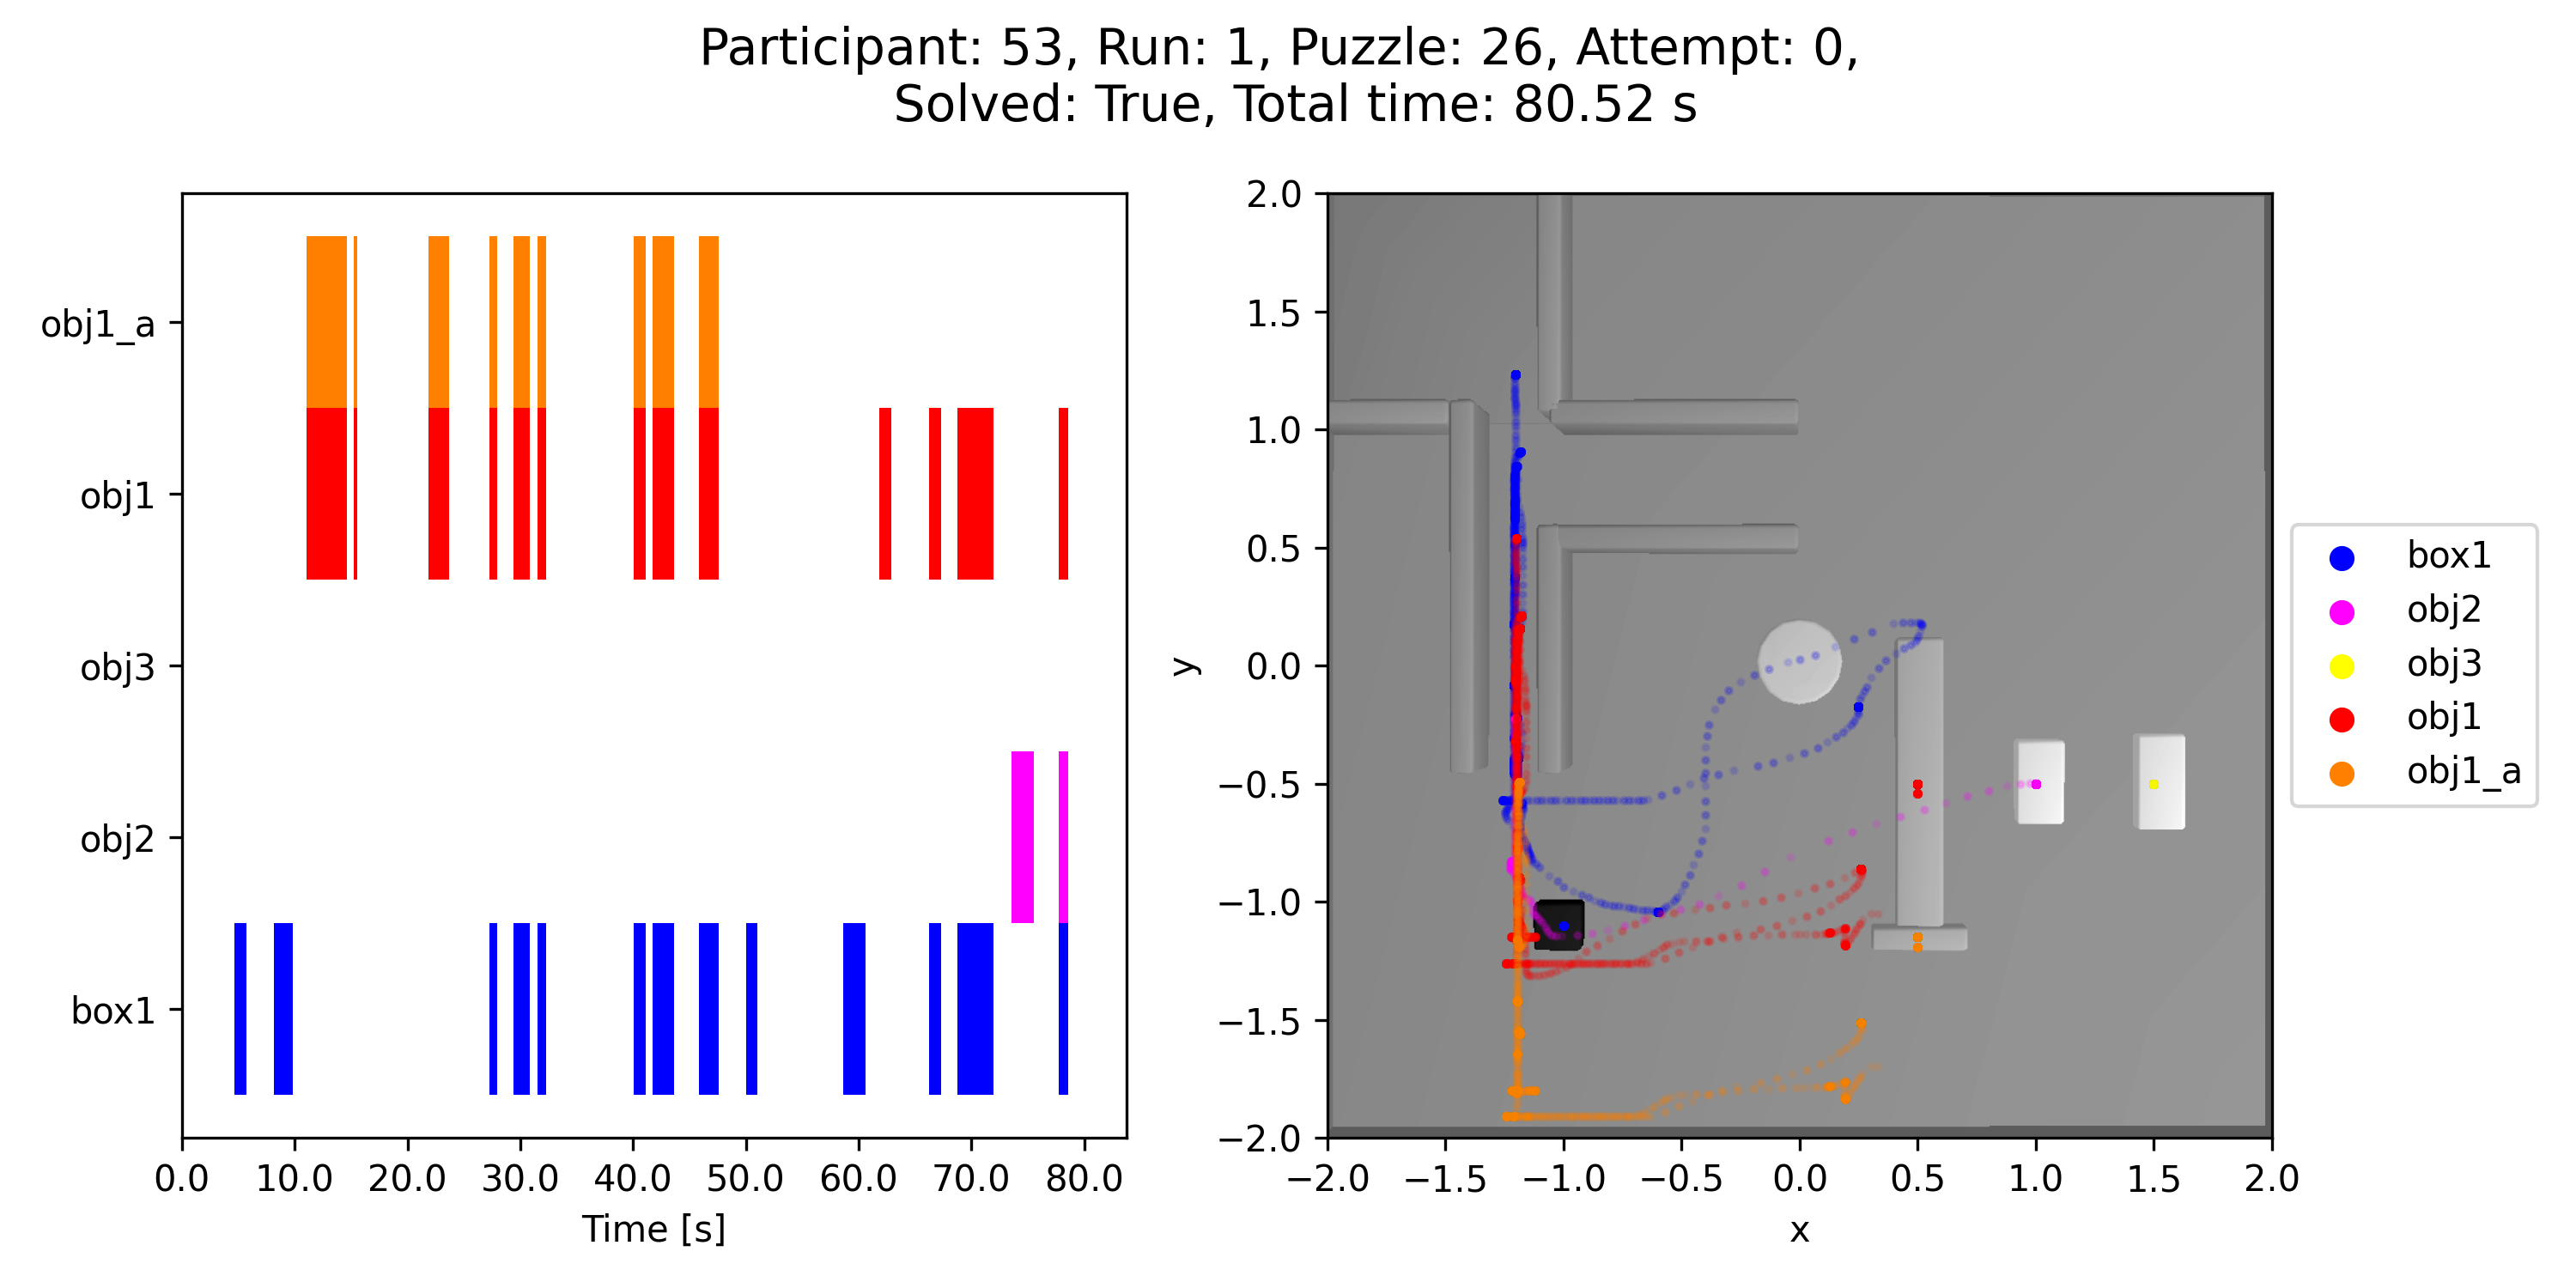 Participant: 53, Run: 1, Puzzle: 26, Attempt: 0,
Solved: True, Total time: 80.52 s
obj1_a
obj1
obj3
obj2
box1
0.0 10.0 20.0 30.0 40.0 50.0 60.0 70.0 80.0
Time [s]
2.0
1.5
1.0
0.5
0.0
−0.5
−1.0
−1.5
−2.0
y
−2.0 −1.5 −1.0 −0.5 0.0 0.5 1.0 1.5 2.0
x
box1
obj2
obj3
obj1
obj1_a